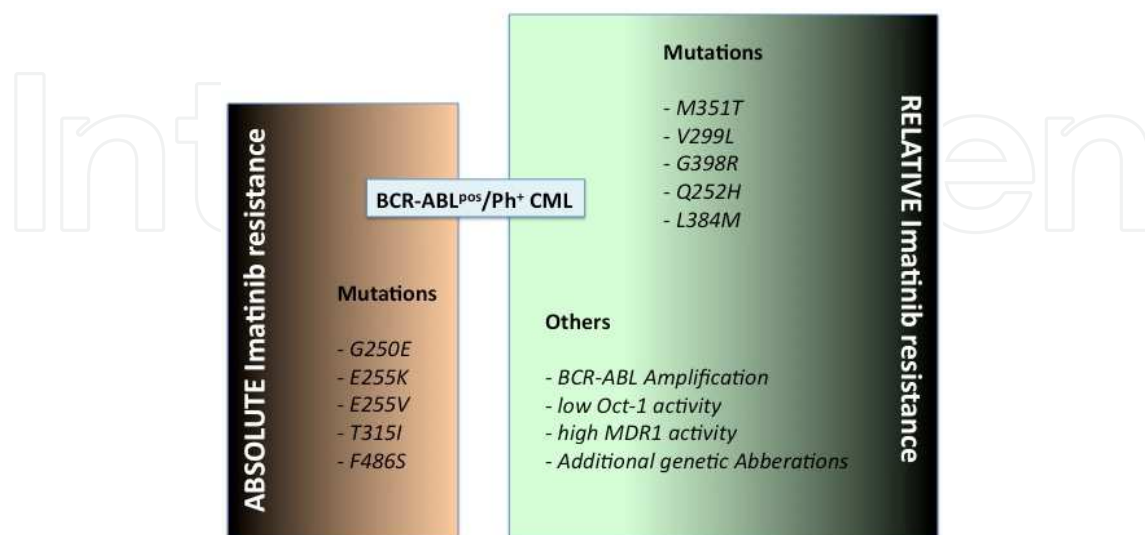 ABSOLUTE Imatinib resistance
BCR-ABLpos/Ph+ CML
Mutations
- G250E
- E255K
- E255V
- T315I
- F486S
Mutations
- M351T
- V299L
- G398R
- Q252H
- L384M
Others
- BCR-ABL Amplification
- low Oct-1 activity
- high MDR1 activity
- Additional genetic Abberations
RELATIVE Imatinib resistance